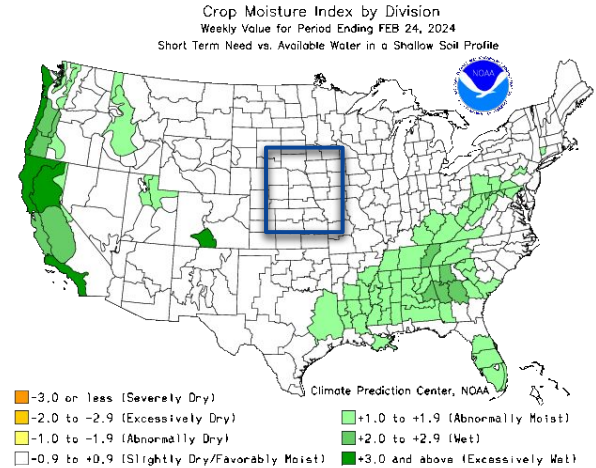 Crop Moisture Index by Division
Weekly Value for Period Ending FEB 24, 2024
Short Term Need vs. Available Water in a Shallow Soil Profile
NOAA
Climate Prediction Center, NOAA
-3.0 or less (Severely Dry)
-2.0 to -2.9 (Excessively Dry)
-1.0 to -1.9 (Abnormally Dry)
-0.9 to +0.9 (Slightly Dry/Favorably Moist)
+1.0 to +1.9 (Abnormally Moist)
+2.0 to +2.9 (Wet)
+3.0 and above (Excessively Wet)